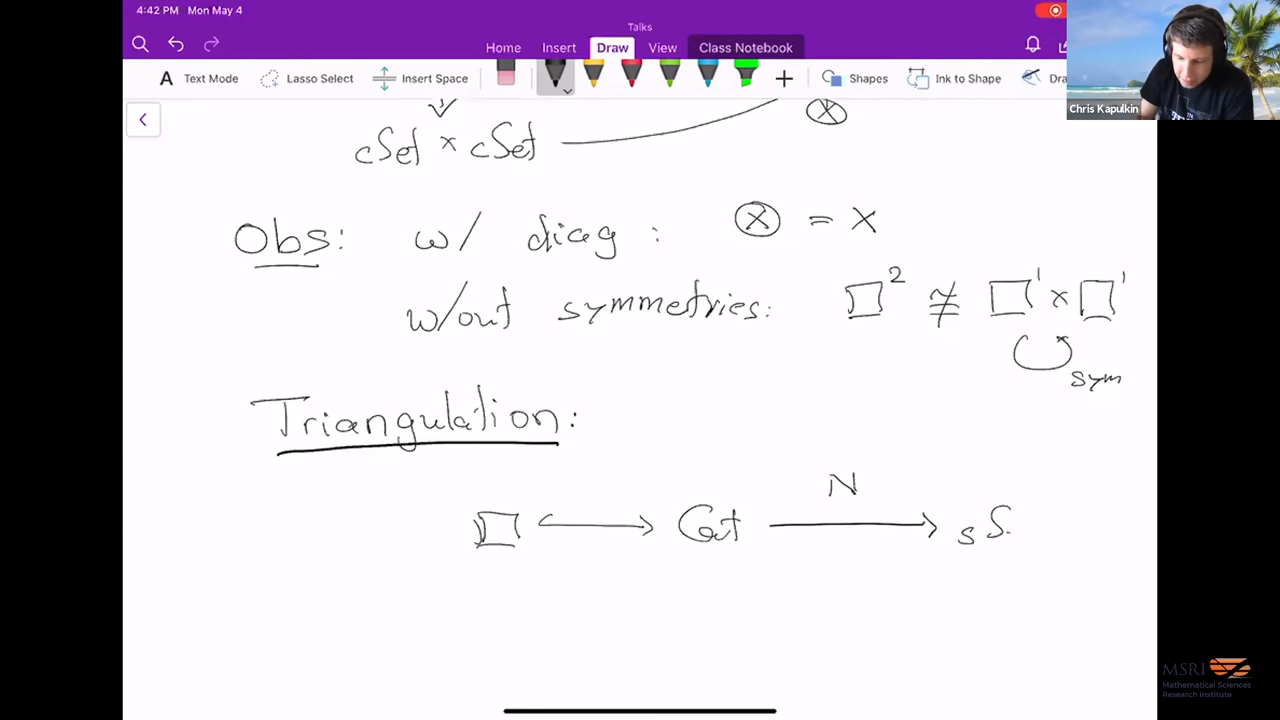 4:42 PM Mon May 4
Talks
Home Insert Draw View Class Notebook
A Text Mode Lasso Select Insert Space + Shapes Ink to Shape Dra
Chris Kapulkin
cSet × cSet ⊗
Obs: w/ diag: ⊗ = ×
w/out symmetries: □² ≇ □¹ × □¹
sym
Triangulation:
N
□ ↪ Cat → sS
MSRI
Mathematical Sciences
Research Institute